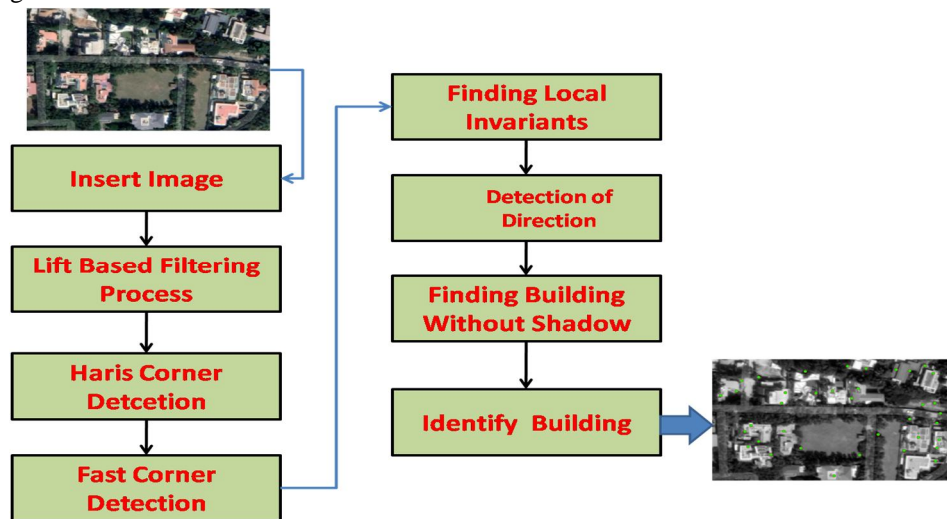 Insert Image
Lift Based Filtering
Process
Haris Corner
Detcetion
Fast Corner
Detection
Finding Local
Invariants
Detection of
Direction
Finding Building
Without Shadow
Identify Building